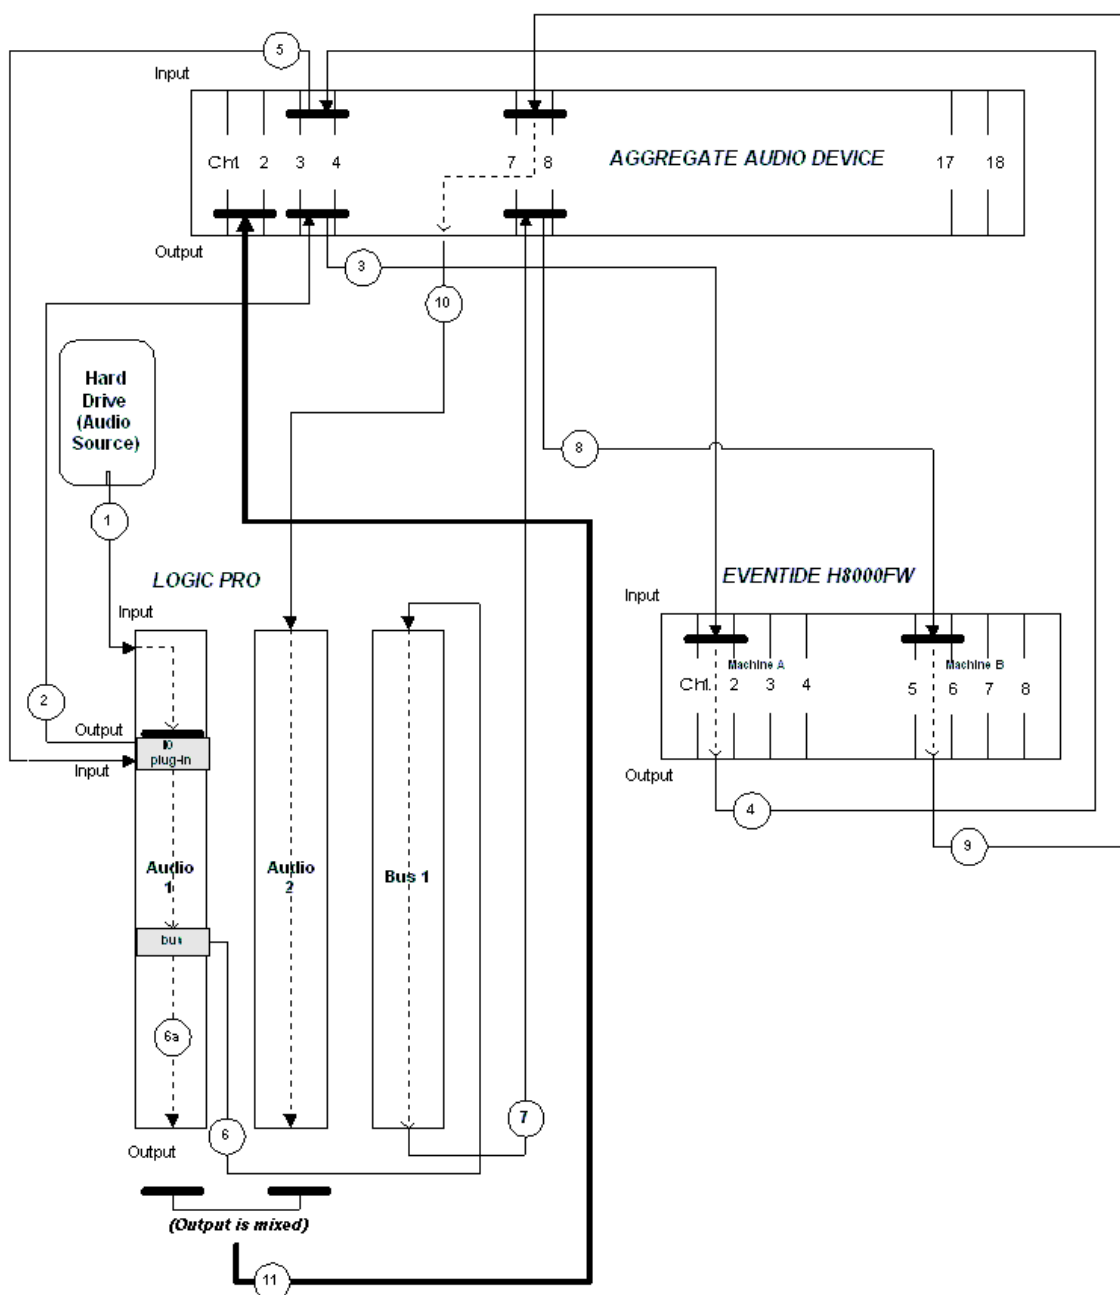 5
Input
Ch1 2 3 4 7 8 AGGREGATE AUDIO DEVICE 17 18
Output
3
10
Hard
Drive
(Audio
Source)
8
1
LOGIC PRO
EVENTIDE H8000FW
Input
Input
Machine A
Machine B
Ch1. 2 3 4 5 6 7 8
2
Output
IO
plug-in
Input
Output
4
9
Audio
1
Audio
2
Bus 1
bus
6a
7
6
Output
(Output is mixed)
11